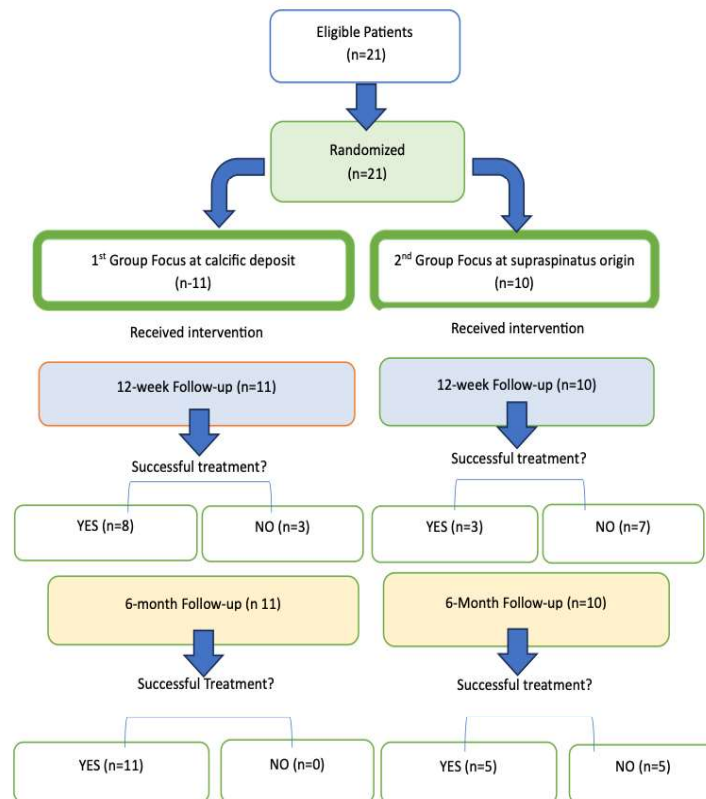 Eligible Patients
(n=21)
Randomized
(n=21)
1st Group Focus at calcific deposit
(n-11)
2nd Group Focus at supraspinatus origin
(n=10)
Received intervention
Received intervention
12-week Follow-up (n=11)
12-week Follow-up (n=10)
Successful treatment?
Successful treatment?
YES (n=8)
NO (n=3)
YES (n=3)
NO (n=7)
6-month Follow-up (n 11)
6-Month Follow-up (n=10)
Successful Treatment?
Successful treatment?
YES (n=11)
NO (n=0)
YES (n=5)
NO (n=5)